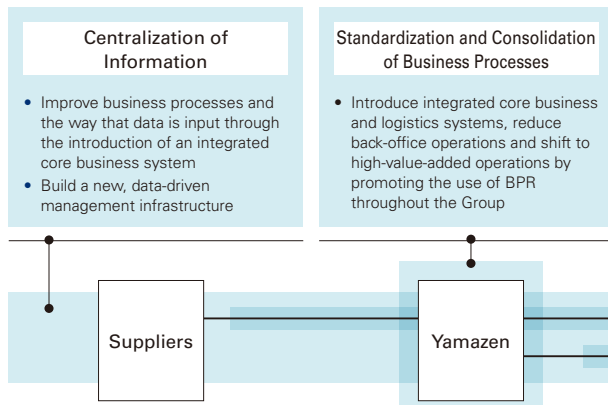 Centralization of
Information
• Improve business processes and
the way that data is input through
the introduction of an integrated
core business system
• Build a new, data-driven
management infrastructure
Standardization and Consolidation
of Business Processes
• Introduce integrated core business
and logistics systems, reduce
back-office operations and shift to
high-value-added operations by
promoting the use of BPR
throughout the Group
Suppliers
Yamazen